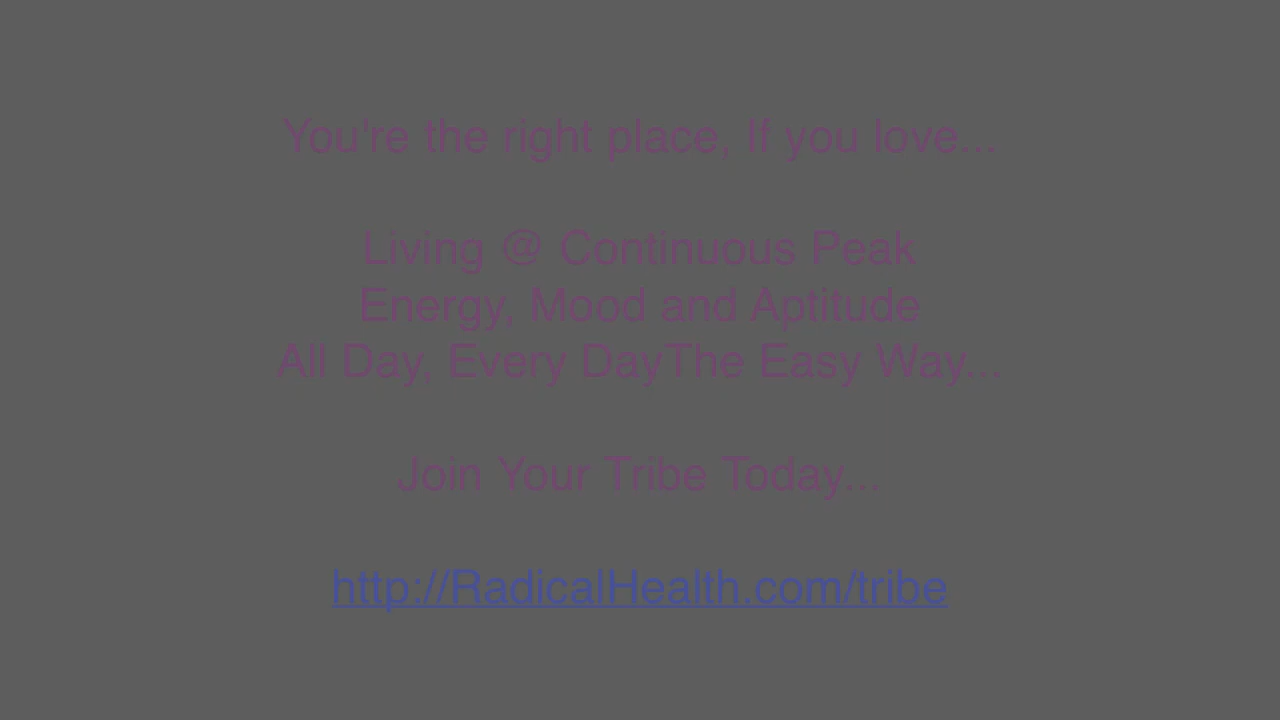 You're the right place, If you love...
Living @ Continuous Peak
Energy, Mood and Aptitude
All Day, Every DayThe Easy Way...
Join Your Tribe Today...
http://RadicalHealth.com/tribe